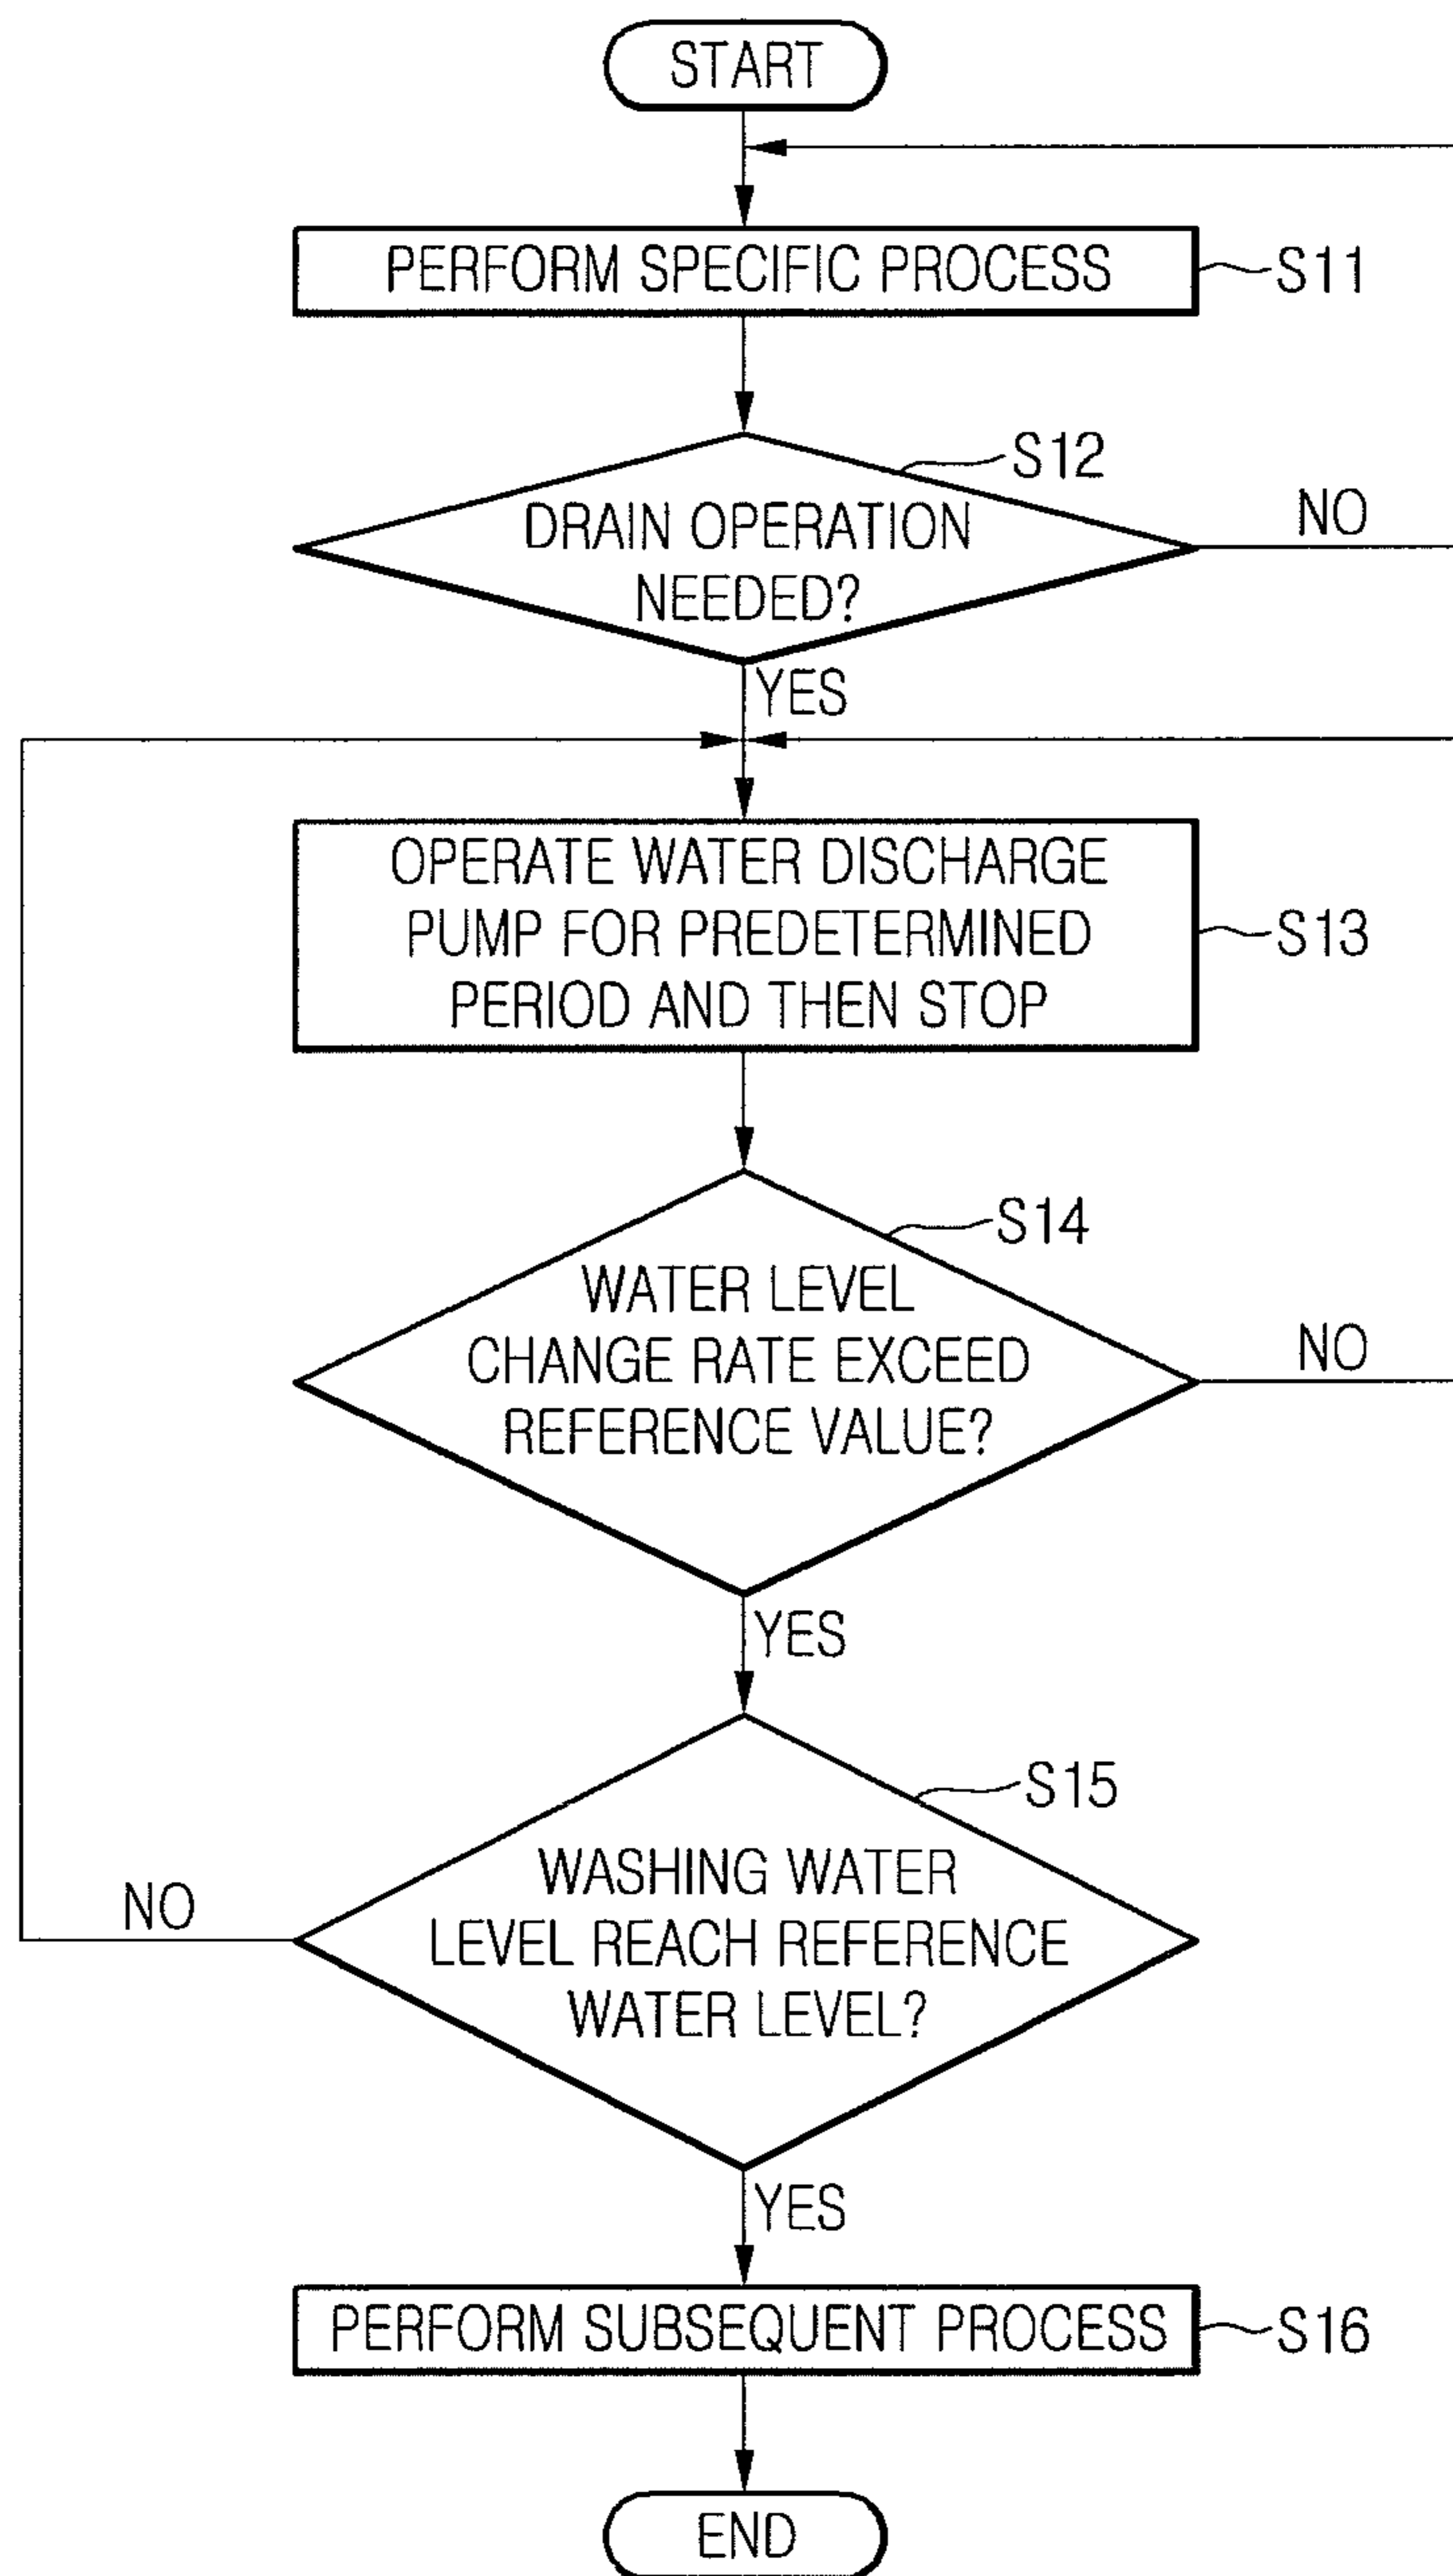 START
PERFORM SPECIFIC PROCESS
S11
S12
DRAIN OPERATION
NEEDED?
NO
YES
OPERATE WATER DISCHARGE
PUMP FOR PREDETERMINED
PERIOD AND THEN STOP
S13
S14
WATER LEVEL
CHANGE RATE EXCEED
REFERENCE VALUE?
NO
YES
S15
WASHING WATER
LEVEL REACH REFERENCE
WATER LEVEL?
NO
YES
PERFORM SUBSEQUENT PROCESS
S16
END